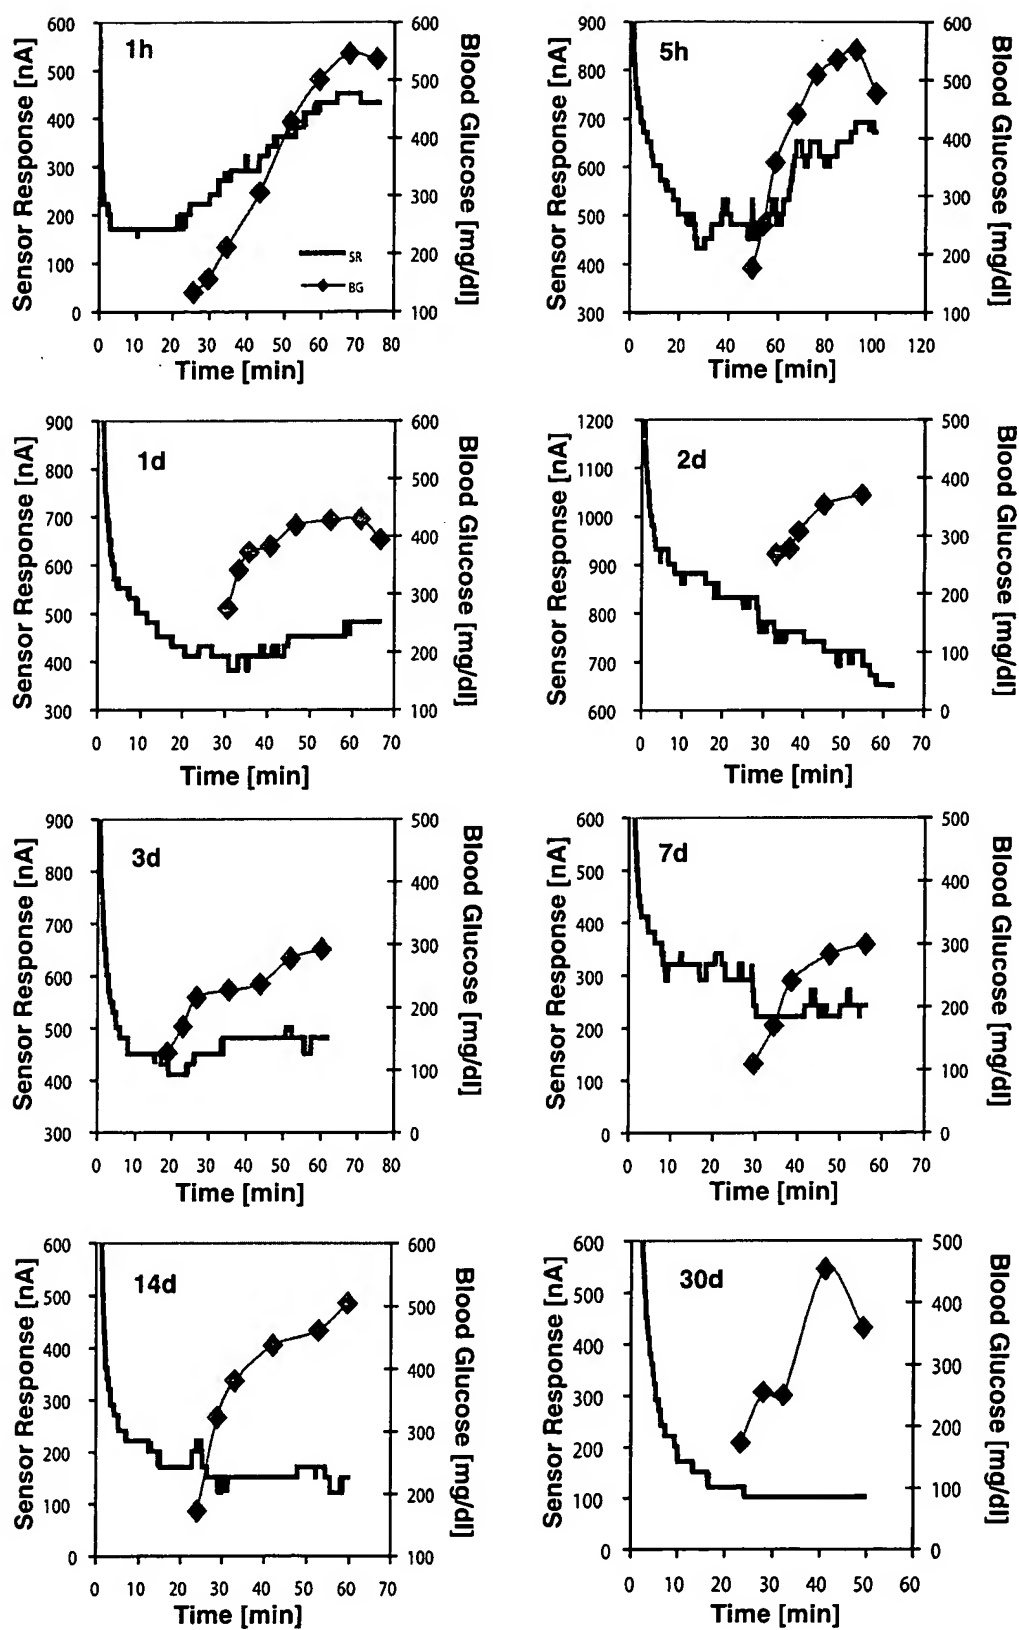 1h
Sensor Response [nA]
600
500
400
300
200
100
0
600
500
400
300
200
100
Blood Glucose [mg/dl]
SR
BG
0 10 20 30 40 50 60 70 80
Time [min]
5h
Sensor Response [nA]
900
800
700
600
500
400
300
600
500
400
300
200
100
Blood Glucose [mg/dl]
0 20 40 60 80 100 120
Time [min]
1d
Sensor Response [nA]
900
800
700
600
500
400
300
600
500
400
300
200
100
Blood Glucose [mg/dl]
0 10 20 30 40 50 60 70
Time [min]
2d
Sensor Response [nA]
1200
1100
1000
900
800
700
600
500
400
300
200
100
0
Blood Glucose [mg/dl]
0 10 20 30 40 50 60 70
Time [min]
3d
Sensor Response [nA]
900
800
700
600
500
400
300
500
400
300
200
100
0
Blood Glucose [mg/dl]
0 10 20 30 40 50 60 70 80
Time [min]
7d
Sensor Response [nA]
600
500
400
300
200
100
0
500
400
300
200
100
0
Blood Glucose [mg/dl]
0 10 20 30 40 50 60 70
Time [min]
14d
Sensor Response [nA]
600
500
400
300
200
100
0
600
500
400
300
200
100
Blood Glucose [mg/dl]
0 10 20 30 40 50 60 70
Time [min]
30d
Sensor Response [nA]
600
500
400
300
200
100
0
500
400
300
200
100
0
Blood Glucose [mg/dl]
0 10 20 30 40 50 60
Time [min]